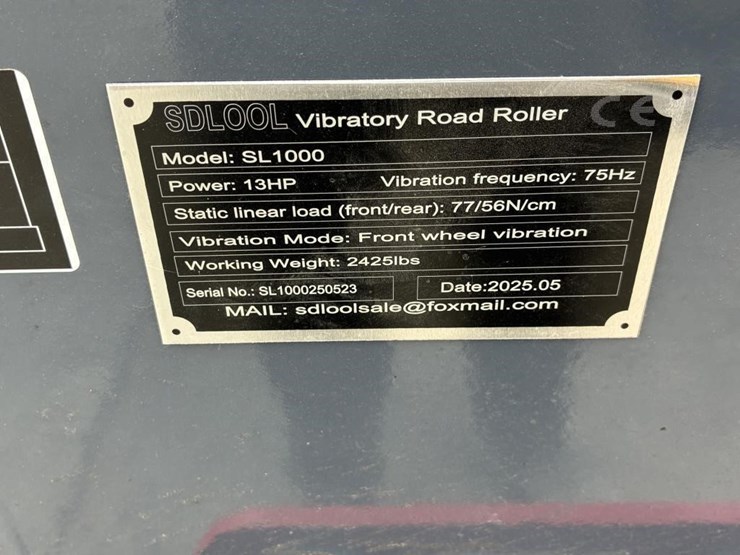 SDLOOL Vibratory Road Roller CE
Model: SL1000
Power: 13HP Vibration frequency: 75Hz
Static linear load (front/rear): 77/56N/cm
Vibration Mode: Front wheel vibration
Working Weight: 2425lbs
Serial No.: SL1000250523 Date:2025.05
MAIL: sdloolsale@foxmail.com